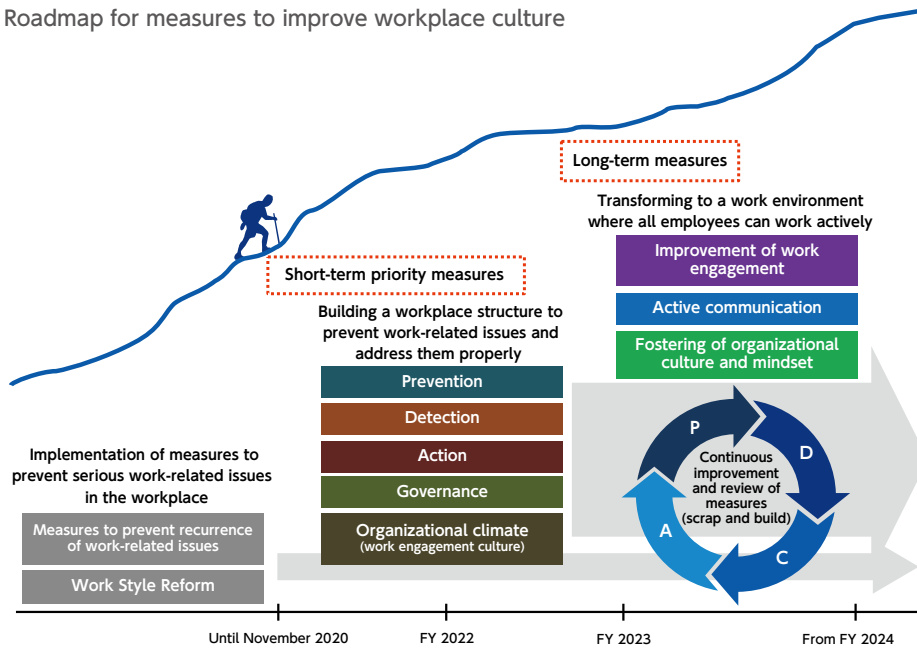 Roadmap for measures to improve workplace culture
Long-term measures
Transforming to a work environment
where all employees can work actively
Improvement of work
engagement
Active communication
Fostering of organizational
culture and mindset
Short-term priority measures
Building a workplace structure to
prevent work-related issues and
address them properly
Prevention
Detection
Action
Governance
Organizational climate
(work engagement culture)
Implementation of measures to
prevent serious work-related issues
in the workplace
Measures to prevent recurrence
of work-related issues
Work Style Reform
P
D
C
A
Continuous
improvement
and review of
measures
(scrap and build)
Until November 2020
FY 2022
FY 2023
From FY 2024